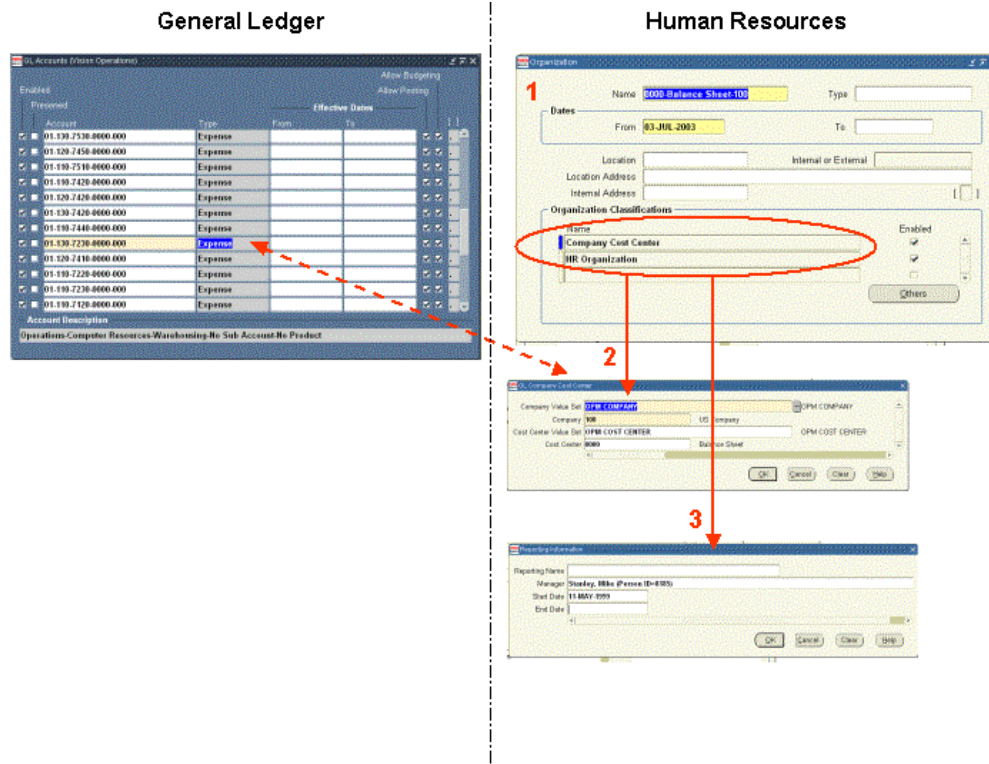 General Ledger
Human Resources
GL Accounts (Vision Operations)
Allow Budgeting
Enabled
Allow Posting
Preserved
Effective Dates
Account Type From To [ ]
01-130-7530-0000-000 Expense
01-120-7450-0000-000 Expense
01-110-7510-0000-000 Expense
01-110-7420-0000-000 Expense
01-120-7420-0000-000 Expense
01-130-7420-0000-000 Expense
01-110-7440-0000-000 Expense
01-130-7230-0000-000 Expense
01-120-7410-0000-000 Expense
01-110-7220-0000-000 Expense
01-110-7230-0000-000 Expense
01-110-7120-0000-000 Expense
Account Description
Operations-Computer Resources-Warehousing-No Sub Account-No Product
Organization
1
Name 0000-Balance Sheet-100 Type
Dates
From 03-JUL-2003 To
Location Internal or External
Location Address
Internal Address [ ]
Organization Classifications
Name Enabled
Company Cost Center
HR Organization
Others
2
GL Company Cost Center
Company Value Set OPM COMPANY OPM COMPANY
Company 100 US Company
Cost Center Value Set OPM COST CENTER OPM COST CENTER
Cost Center 0000 Balance Sheet
OK Cancel Clear Help
3
Reporting Information
Reporting Name
Manager Stanley, Mike (Person ID=8185)
Start Date 11-MAY-1999
End Date
OK Cancel Clear Help